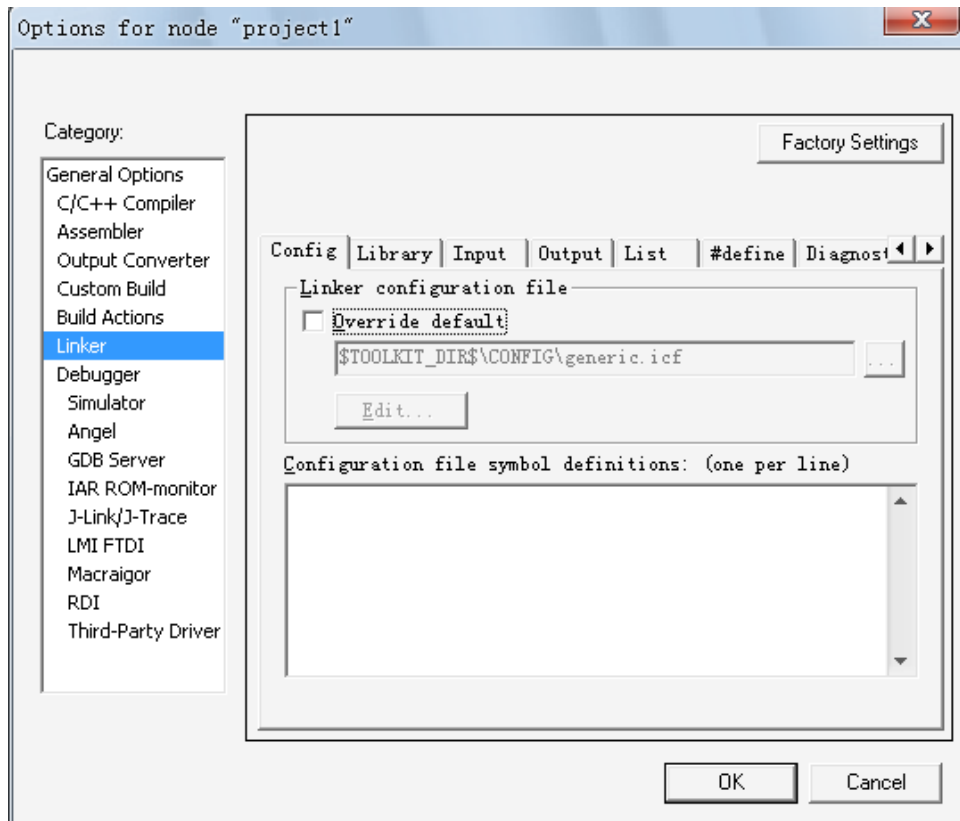 Options for node "project1"
Category:
General Options
C/C++ Compiler
Assembler
Output Converter
Custom Build
Build Actions
Linker
Debugger
Simulator
Angel
GDB Server
IAR ROM-monitor
J-Link/J-Trace
LMI FTDI
Macraigor
RDI
Third-Party Driver
Factory Settings
Config Library Input Output List #define Diagnost
Linker configuration file
Override default
$TOOLKIT_DIR$\CONFIG\generic.icf
...
Edit...
Configuration file symbol definitions: (one per line)
OK Cancel